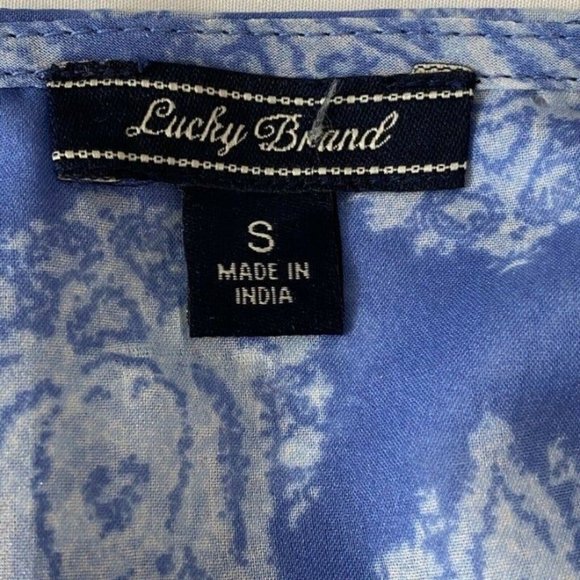 Lucky Brand
S
MADE IN
INDIA